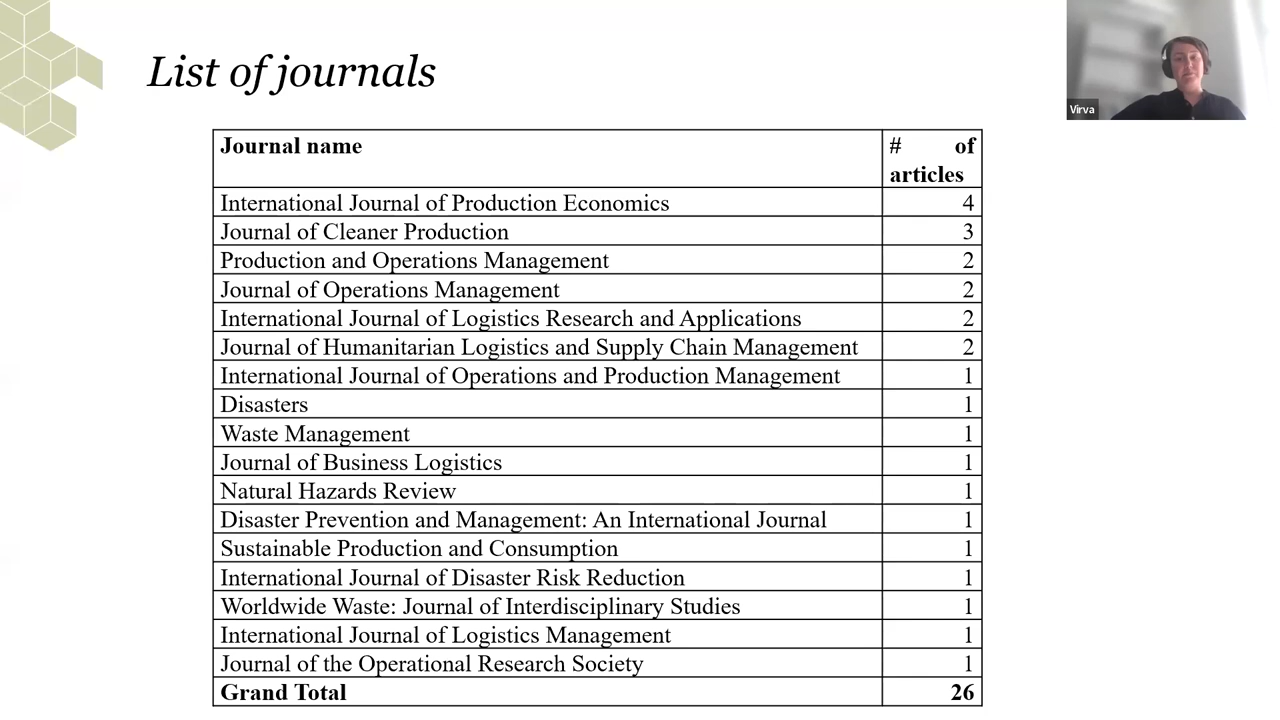 List of journals
Virva
Journal name # of articles
International Journal of Production Economics 4
Journal of Cleaner Production 3
Production and Operations Management 2
Journal of Operations Management 2
International Journal of Logistics Research and Applications 2
Journal of Humanitarian Logistics and Supply Chain Management 2
International Journal of Operations and Production Management 1
Disasters 1
Waste Management 1
Journal of Business Logistics 1
Natural Hazards Review 1
Disaster Prevention and Management: An International Journal 1
Sustainable Production and Consumption 1
International Journal of Disaster Risk Reduction 1
Worldwide Waste: Journal of Interdisciplinary Studies 1
International Journal of Logistics Management 1
Journal of the Operational Research Society 1
Grand Total 26